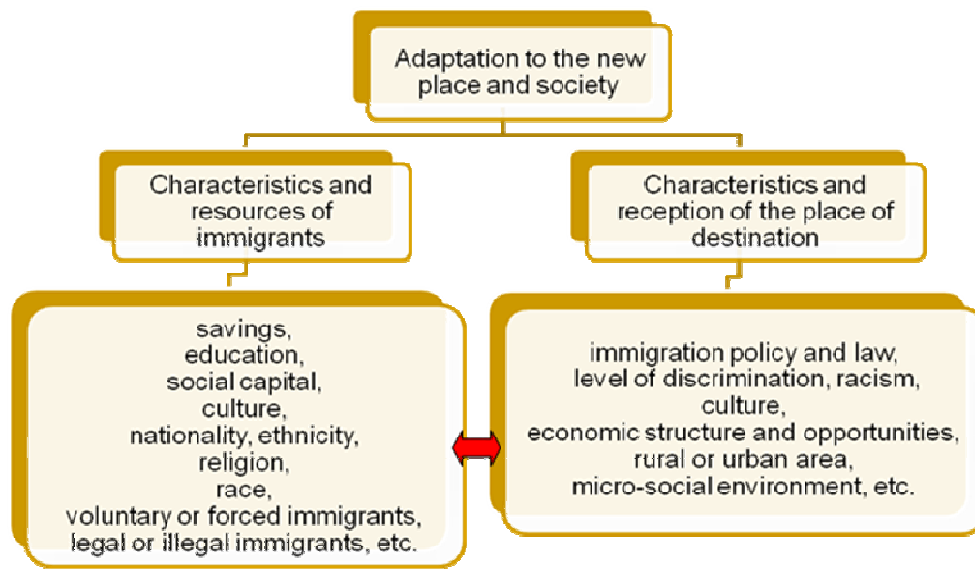 Adaptation to the new
place and society
Characteristics and
resources of
immigrants
Characteristics and
reception of the place of
destination
savings,
education,
social capital,
culture,
nationality, ethnicity,
religion,
race,
voluntary or forced immigrants,
legal or illegal immigrants, etc.
immigration policy and law,
level of discrimination, racism,
culture,
economic structure and opportunities,
rural or urban area,
micro-social environment, etc.